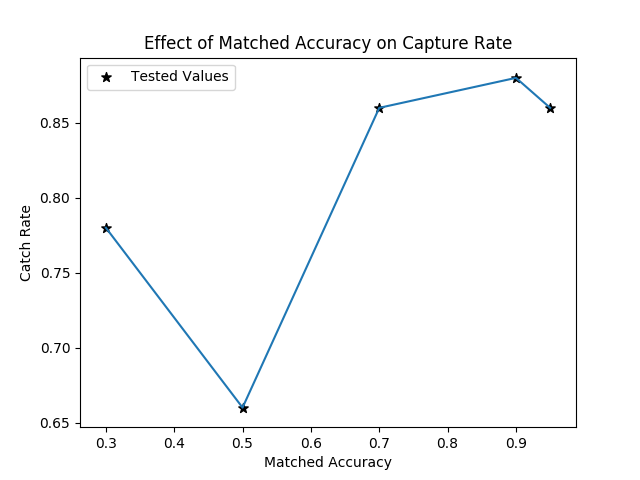 Effect of Matched Accuracy on Capture Rate
Tested Values
Catch Rate
0.85
0.80
0.75
0.70
0.65
0.3 0.4 0.5 0.6 0.7 0.8 0.9
Matched Accuracy